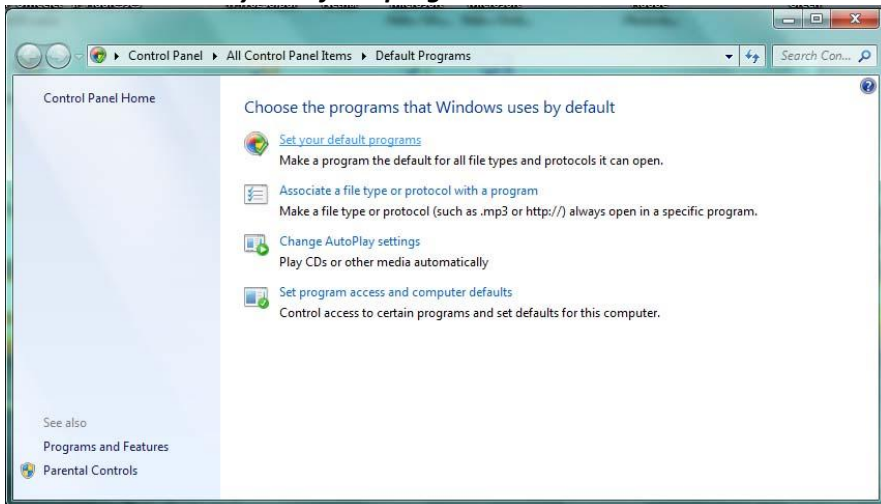 Control Panel ▸ All Control Panel Items ▸ Default Programs
Search Con...
Control Panel Home
Choose the programs that Windows uses by default
Set your default programs
Make a program the default for all file types and protocols it can open.
Associate a file type or protocol with a program
Make a file type or protocol (such as .mp3 or http://) always open in a specific program.
Change AutoPlay settings
Play CDs or other media automatically
Set program access and computer defaults
Control access to certain programs and set defaults for this computer.
See also
Programs and Features
Parental Controls